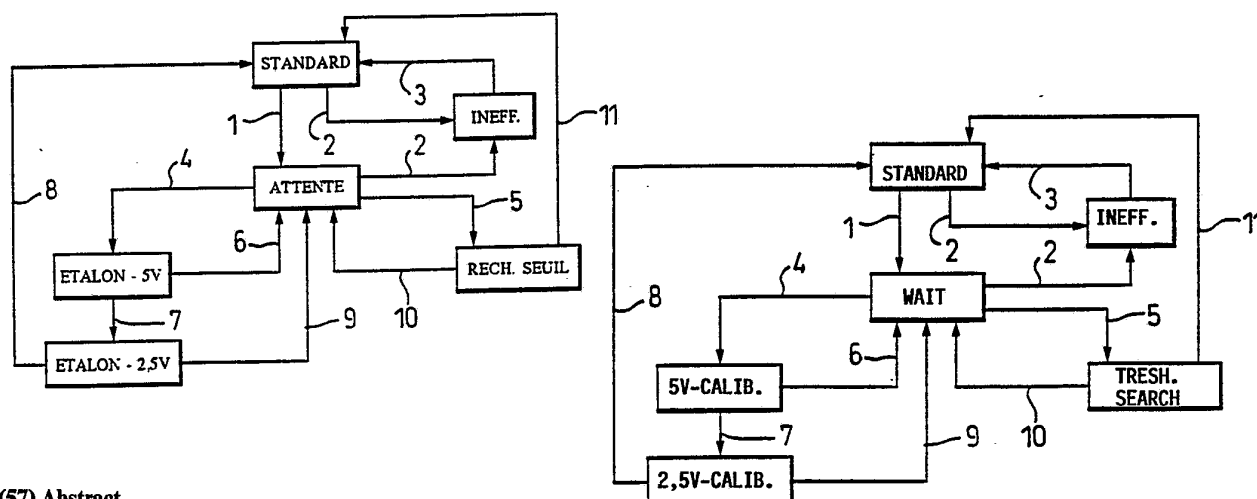 STANDARD
3
11
1
2
INEFF.
4
2
ATTENTE
8
5
6
ETALON - 5V
RECH. SEUIL
7
9
10
ETALON - 2,5V
STANDARD
3
11
1
2
INEFF.
4
2
WAIT
8
5
6
5V-CALIB.
TRESH.
SEARCH
7
9
10
2,5V-CALIB.
(57) Abstract